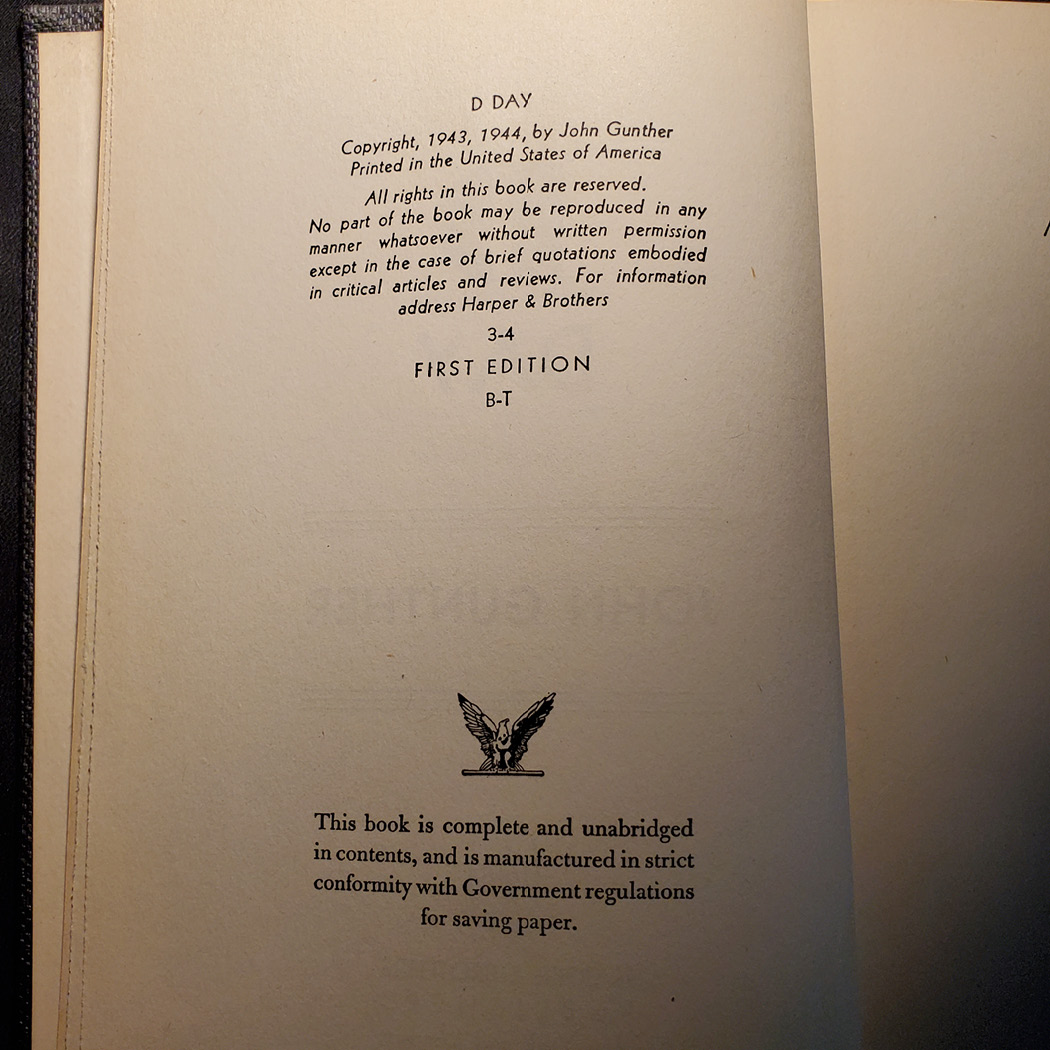 D DAY
Copyright, 1943, 1944, by John Gunther
Printed in the United States of America
All rights in this book are reserved.
No part of the book may be reproduced in any
manner whatsoever without written permission
except in the case of brief quotations embodied
in critical articles and reviews. For information
address Harper & Brothers
3-4
FIRST EDITION
B-T
JOHN GUNTHER
This book is complete and unabridged
in contents, and is manufactured in strict
conformity with Government regulations
for saving paper.